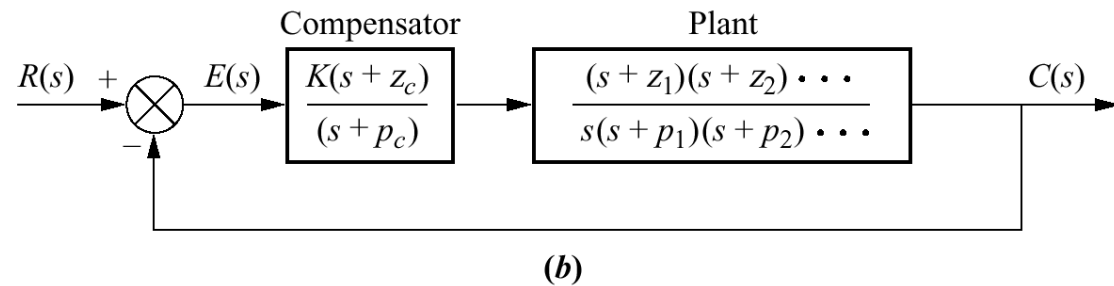 Compensator Plant
R(s) + E(s) K(s + z_c) (s + z_1)(s + z_2) ··· C(s)
− (s + p_c) s(s + p_1)(s + p_2) ···
(b)